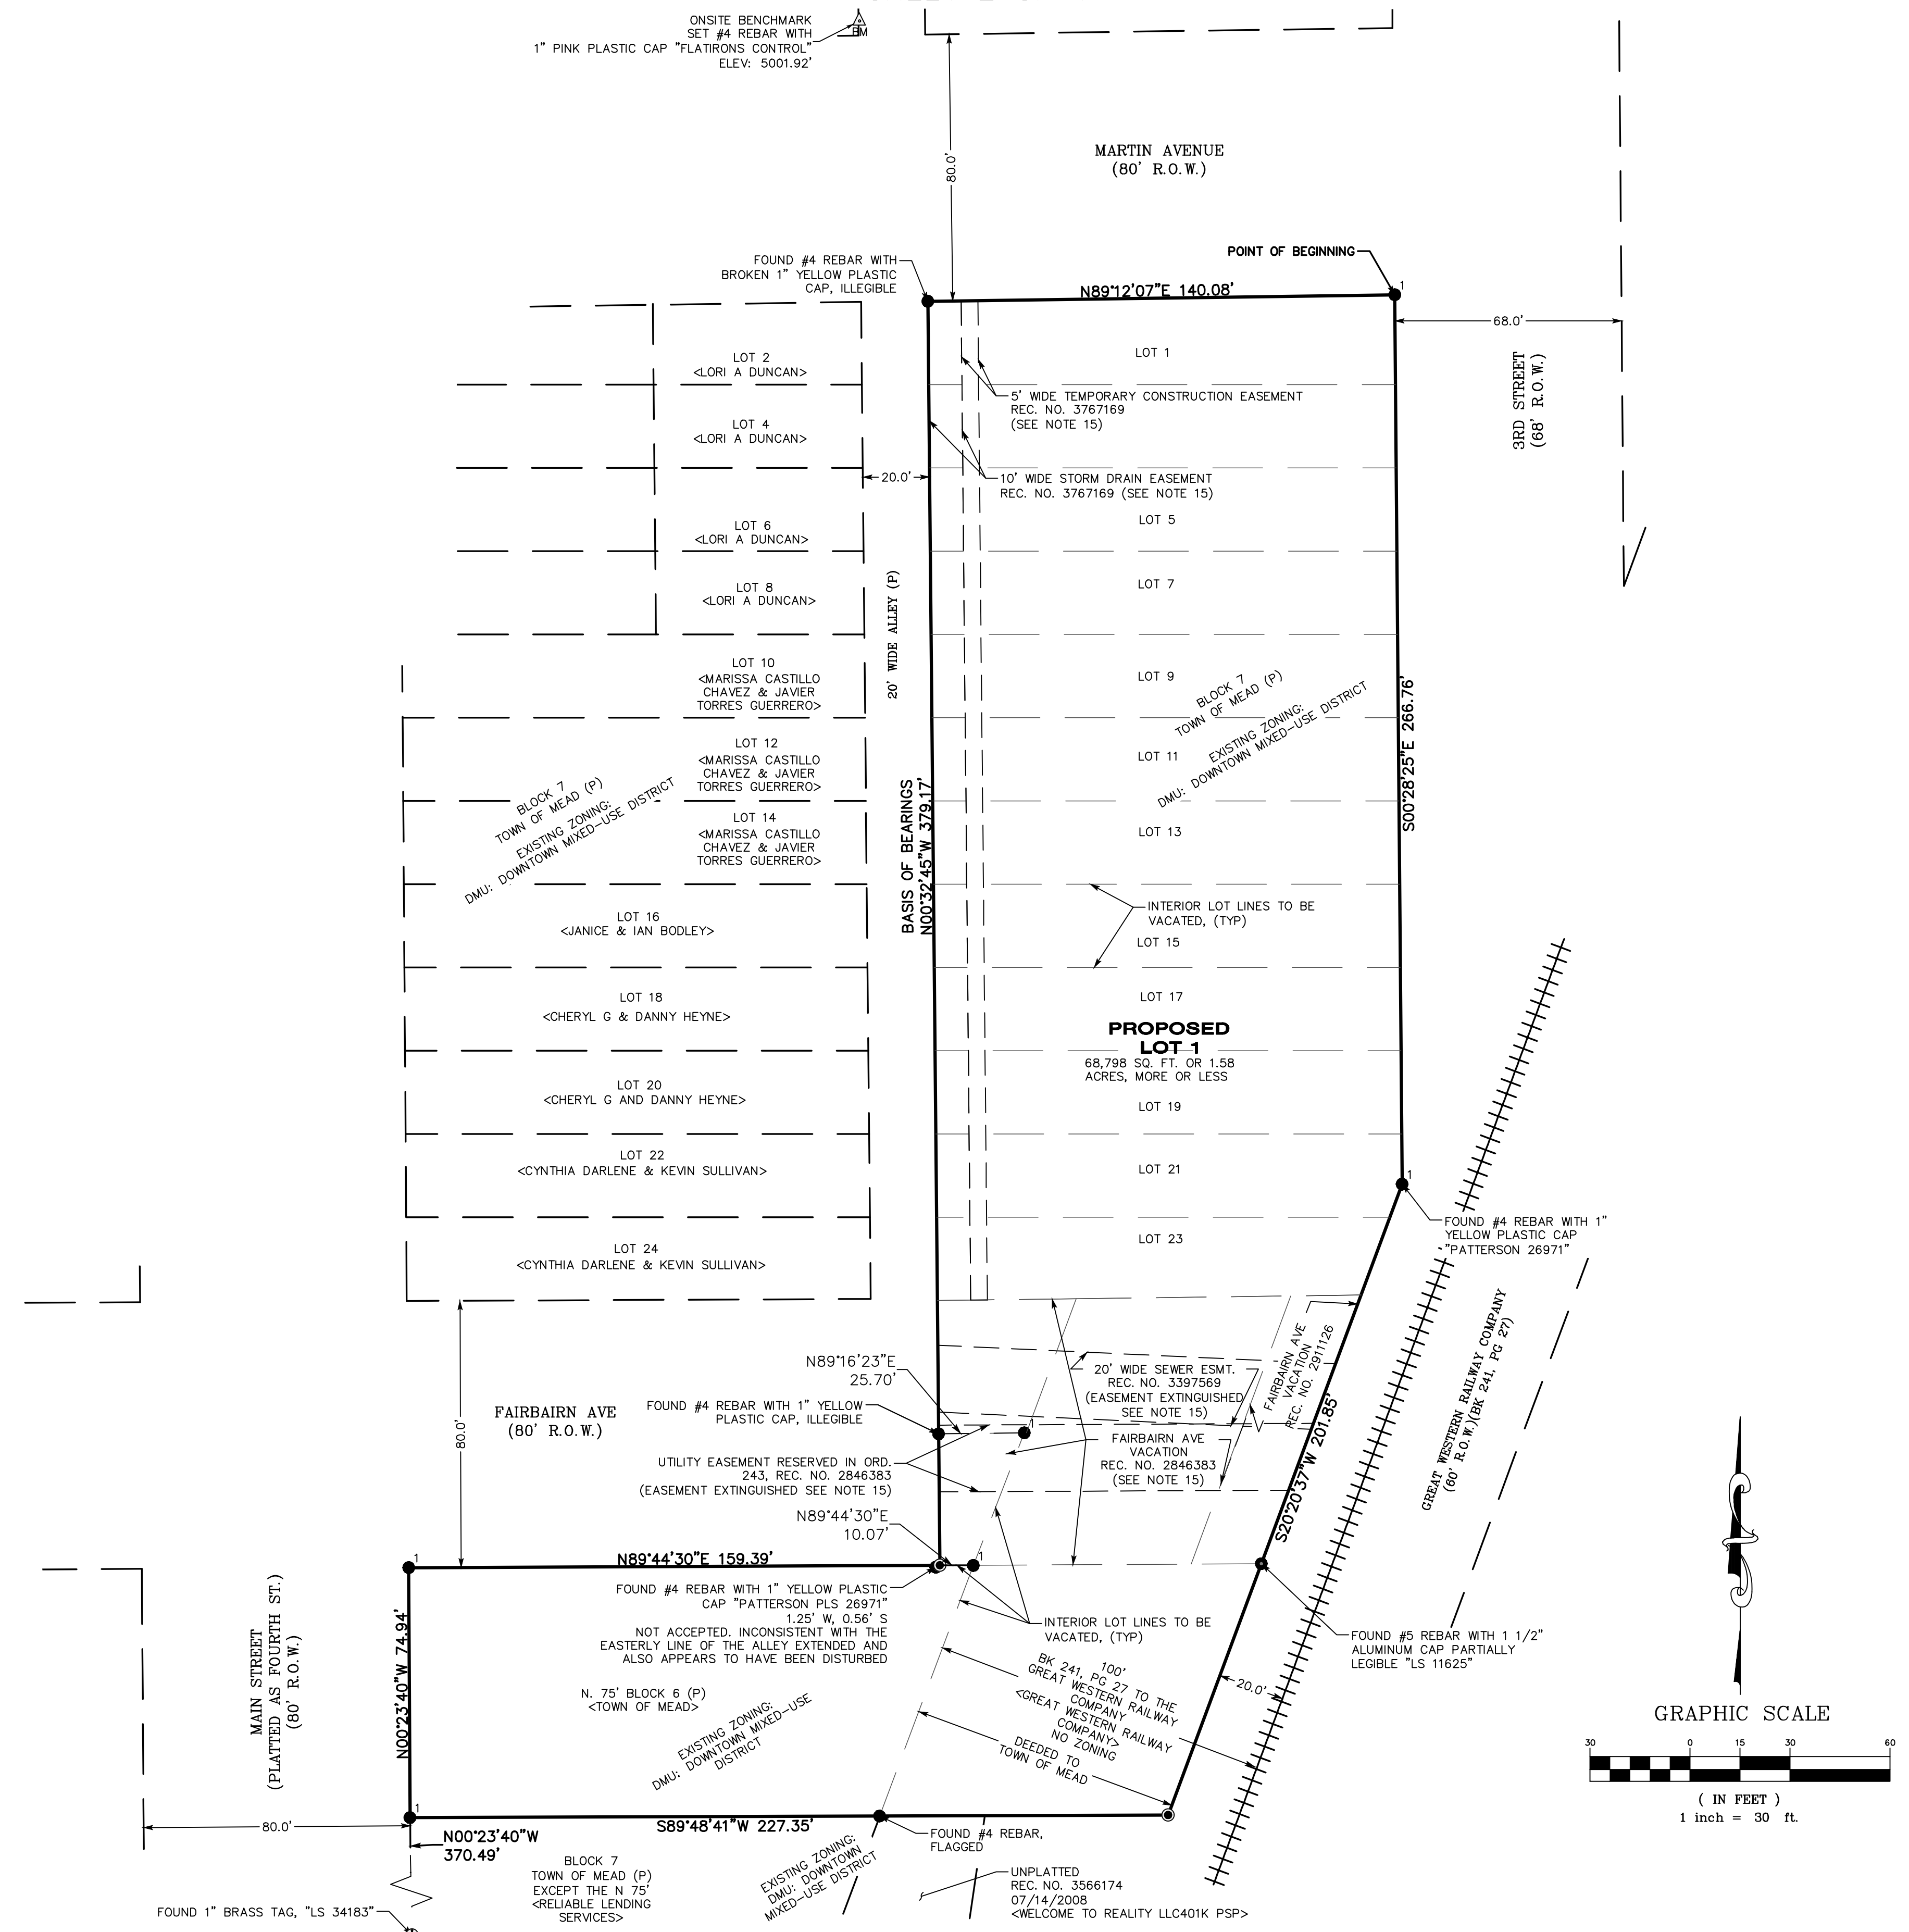 ONSITE BENCHMARK
SET #4 REBAR WITH
1" PINK PLASTIC CAP "FLATIRONS CONTROL"
ELEV: 5001.92'
BM
80.0'
MARTIN AVENUE
(80' R.O.W.)
POINT OF BEGINNING
FOUND #4 REBAR WITH
BROKEN 1" YELLOW PLASTIC
CAP, ILLEGIBLE
N89°12'07"E 140.08'
1
68.0'
3RD STREET
(68' R.O.W.)
LOT 2
<LORI A DUNCAN>
LOT 4
<LORI A DUNCAN>
LOT 6
<LORI A DUNCAN>
LOT 8
<LORI A DUNCAN>
LOT 10
<MARISSA CASTILLO
CHAVEZ & JAVIER
TORRES GUERRERO>
LOT 12
<MARISSA CASTILLO
CHAVEZ & JAVIER
TORRES GUERRERO>
LOT 14
<MARISSA CASTILLO
CHAVEZ & JAVIER
TORRES GUERRERO>
BLOCK 7
TOWN OF MEAD (P)
EXISTING ZONING:
DMU: DOWNTOWN MIXED-USE DISTRICT
LOT 16
<JANICE & IAN BODLEY>
LOT 18
<CHERYL G & DANNY HEYNE>
LOT 20
<CHERYL G AND DANNY HEYNE>
LOT 22
<CYNTHIA DARLENE & KEVIN SULLIVAN>
LOT 24
<CYNTHIA DARLENE & KEVIN SULLIVAN>
20.0'
20' WIDE ALLEY (P)
BASIS OF BEARINGS
N00°32'45"W 379.17'
LOT 1
5' WIDE TEMPORARY CONSTRUCTION EASEMENT
REC. NO. 3767169
(SEE NOTE 15)
10' WIDE STORM DRAIN EASEMENT
REC. NO. 3767169 (SEE NOTE 15)
LOT 5
LOT 7
LOT 9
BLOCK 7
TOWN OF MEAD (P)
EXISTING ZONING:
DMU: DOWNTOWN MIXED-USE DISTRICT
LOT 11
LOT 13
S00°28'25"E 266.76'
INTERIOR LOT LINES TO BE
VACATED, (TYP)
LOT 15
LOT 17
PROPOSED
LOT 1
68,798 SQ. FT. OR 1.58
ACRES, MORE OR LESS
LOT 19
LOT 21
LOT 23
1
FOUND #4 REBAR WITH 1"
YELLOW PLASTIC CAP
"PATTERSON 26971"
GREAT WESTERN RAILWAY COMPANY
(60' R.O.W.)(BK 241, PG 27)
FAIRBAIRN AVE
VACATION
REC. NO. 2911126
S20°20'37"W 201.85'
N89°16'23"E
25.70'
20' WIDE SEWER ESMT.
REC. NO. 3397569
(EASEMENT EXTINGUISHED
SEE NOTE 15)
80.0'
FAIRBAIRN AVE
(80' R.O.W.)
FOUND #4 REBAR WITH 1" YELLOW
PLASTIC CAP, ILLEGIBLE
1
FAIRBAIRN AVE
VACATION
REC. NO. 2846383
(SEE NOTE 15)
UTILITY EASEMENT RESERVED IN ORD.
243, REC. NO. 2846383
(EASEMENT EXTINGUISHED SEE NOTE 15)
N89°44'30"E
10.07'
1
N89°44'30"E 159.39'
1
FOUND #4 REBAR WITH 1" YELLOW PLASTIC
CAP "PATTERSON PLS 26971"
1.25' W, 0.56' S
NOT ACCEPTED. INCONSISTENT WITH THE
EASTERLY LINE OF THE ALLEY EXTENDED AND
ALSO APPEARS TO HAVE BEEN DISTURBED
INTERIOR LOT LINES TO BE
VACATED, (TYP)
FOUND #5 REBAR WITH 1 1/2"
ALUMINUM CAP PARTIALLY
LEGIBLE "LS 11625"
MAIN STREET
(PLATTED AS FOURTH ST.)
(80' R.O.W.)
N00°23'40"W 74.94'
N. 75' BLOCK 6 (P)
<TOWN OF MEAD>
EXISTING ZONING:
DMU: DOWNTOWN MIXED-USE
DISTRICT
100'
BK 241, PG 27 TO THE
GREAT WESTERN RAILWAY
COMPANY
<GREAT WESTERN RAILWAY
COMPANY>
NO ZONING
DEEDED TO
TOWN OF MEAD
20.0'
GRAPHIC SCALE
30 0 15 30 60
( IN FEET )
1 inch = 30 ft.
80.0'
1
N00°23'40"W
370.49'
S89°48'41"W 227.35'
FOUND #4 REBAR,
FLAGGED
BLOCK 7
TOWN OF MEAD (P)
EXCEPT THE N 75'
<RELIABLE LENDING
SERVICES>
EXISTING ZONING:
DMU: DOWNTOWN
MIXED-USE DISTRICT
UNPLATTED
REC. NO. 3566174
07/14/2008
<WELCOME TO REALITY LLC401K PSP>
FOUND 1" BRASS TAG, "LS 34183"